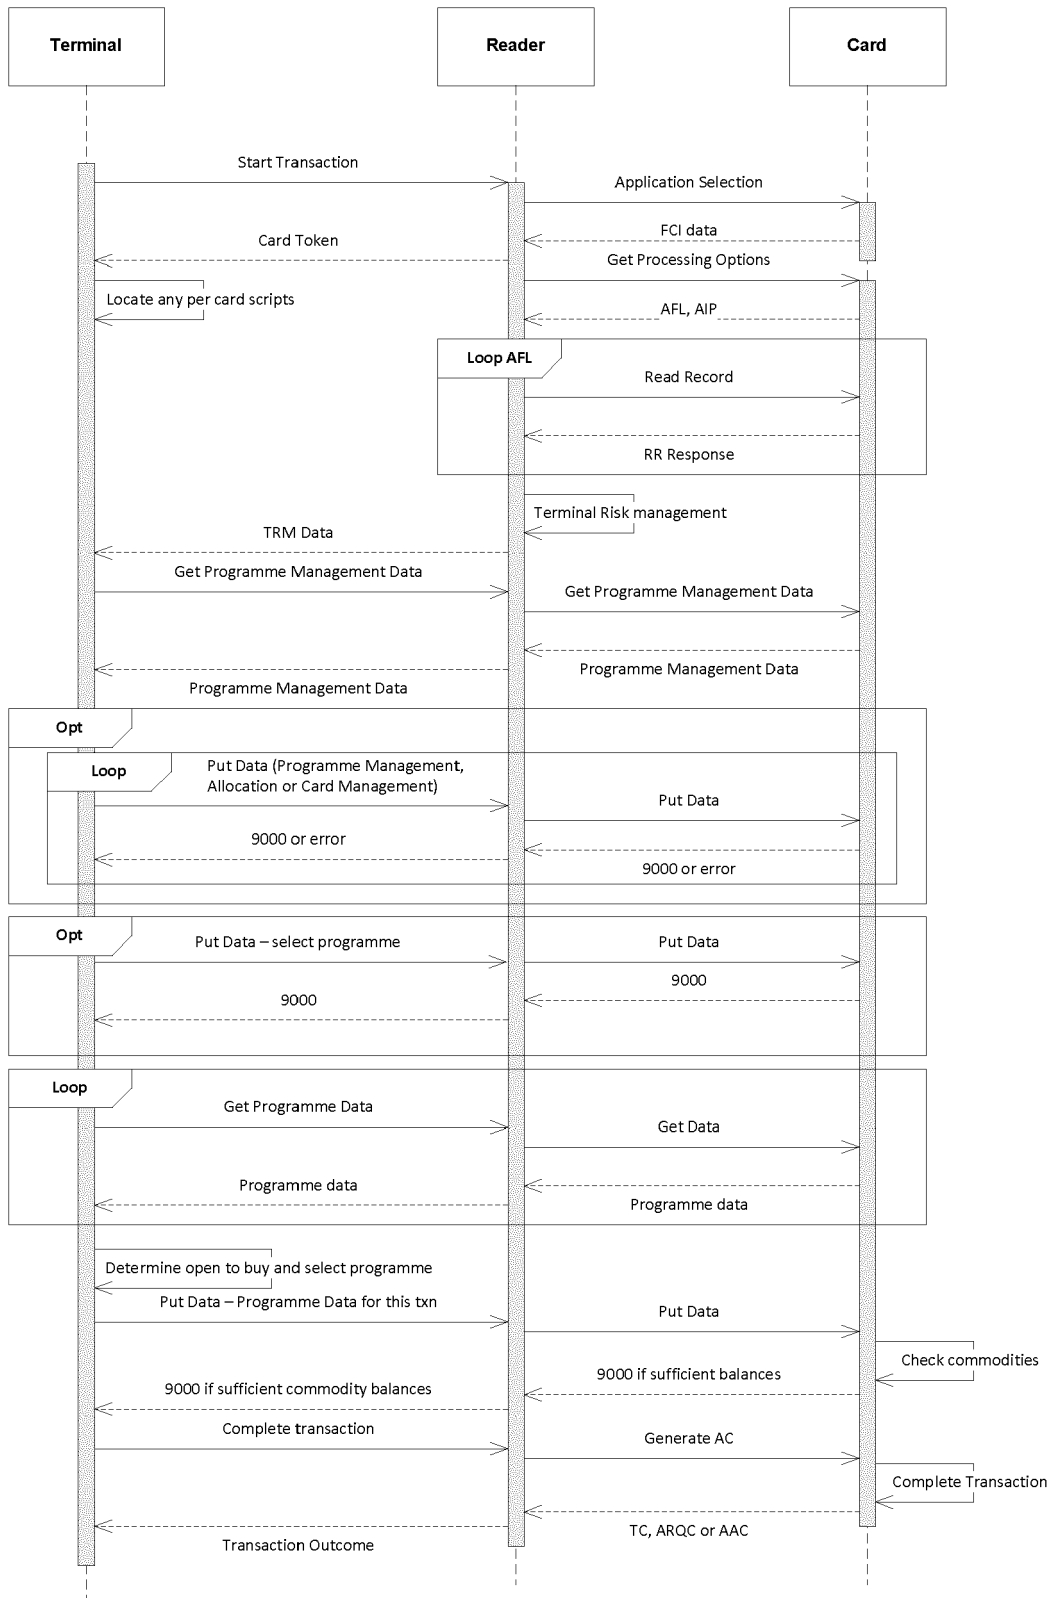 Terminal
Reader
Card
Start Transaction
Application Selection
FCI data
Card Token
Get Processing Options
Locate any per card scripts
AFL, AIP
Loop AFL
Read Record
RR Response
Terminal Risk management
TRM Data
Get Programme Management Data
Get Programme Management Data
Programme Management Data
Programme Management Data
Opt
Loop
Put Data (Programme Management,
Allocation or Card Management)
Put Data
9000 or error
9000 or error
Opt
Put Data – select programme
Put Data
9000
9000
Loop
Get Programme Data
Get Data
Programme data
Programme data
Determine open to buy and select programme
Put Data – Programme Data for this txn
Put Data
Check commodities
9000 if sufficient balances
9000 if sufficient commodity balances
Complete transaction
Generate AC
Complete Transaction
TC, ARQC or AAC
Transaction Outcome